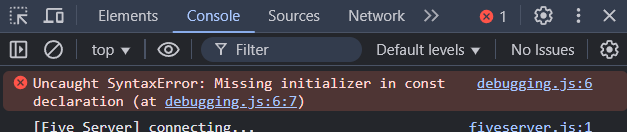 Elements Console Sources Network 1
top Filter Default levels No Issues
Uncaught SyntaxError: Missing initializer in const debugging.js:6
declaration (at debugging.js:6:7)
[Five Server] connecting... fiveserver.js:1